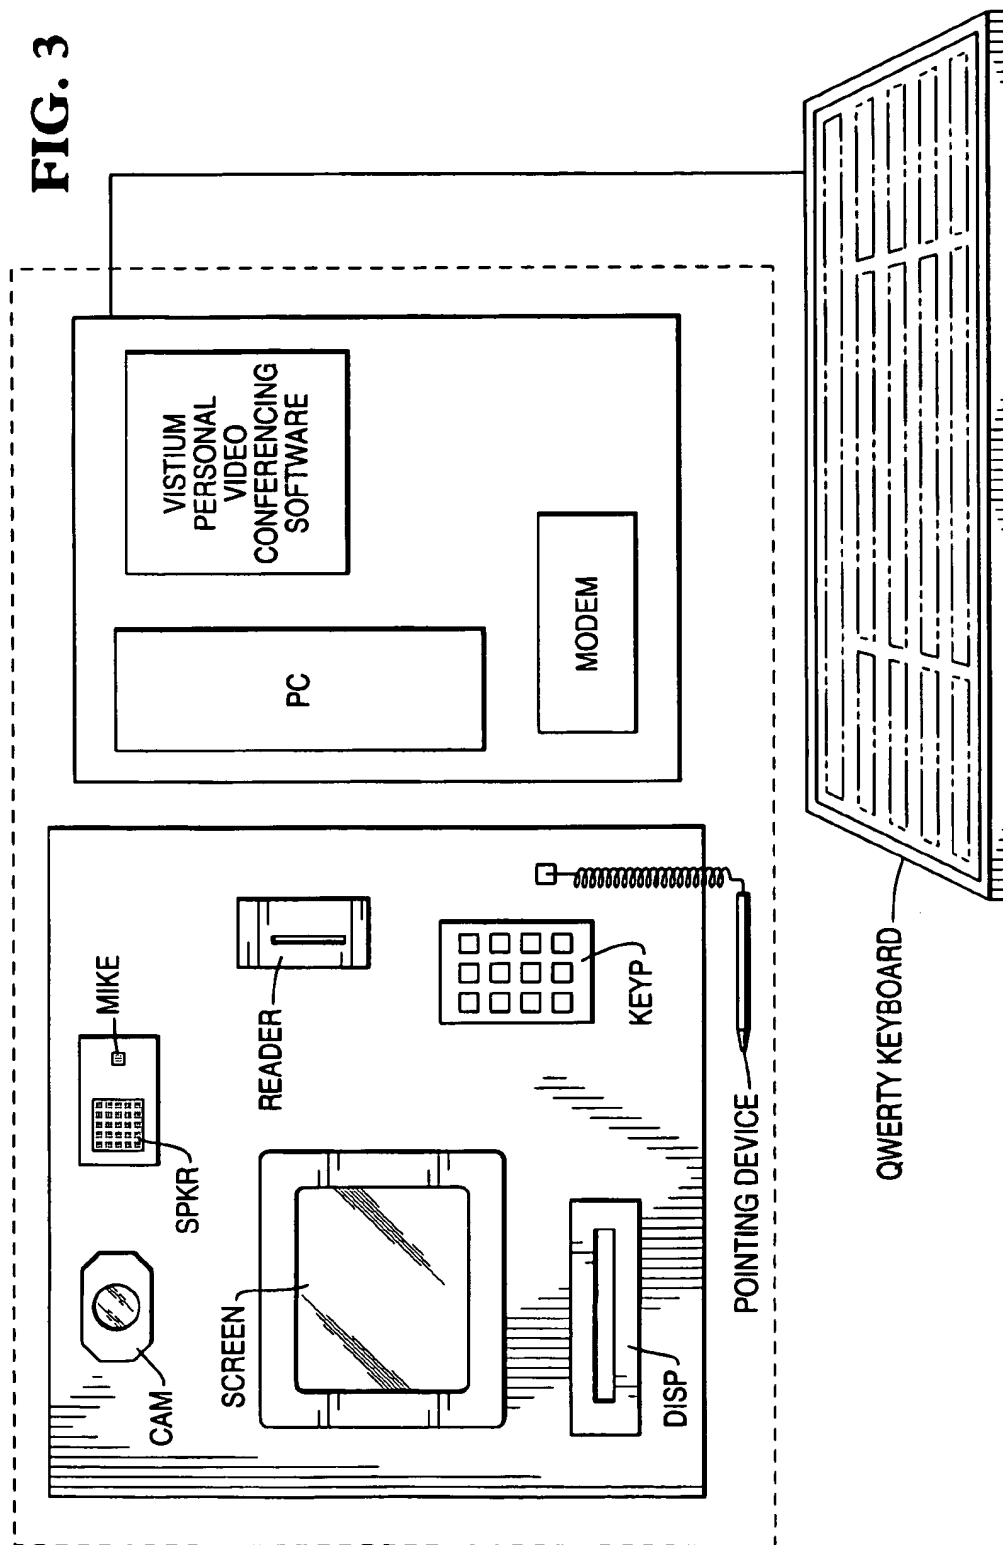 FIG. 3
CAM
SPKR
MIKE
SCREEN
READER
DISP
KEYP
POINTING DEVICE
PC
VISTIUM
PERSONAL
VIDEO
CONFERENCING
SOFTWARE
MODEM
QWERTY KEYBOARD